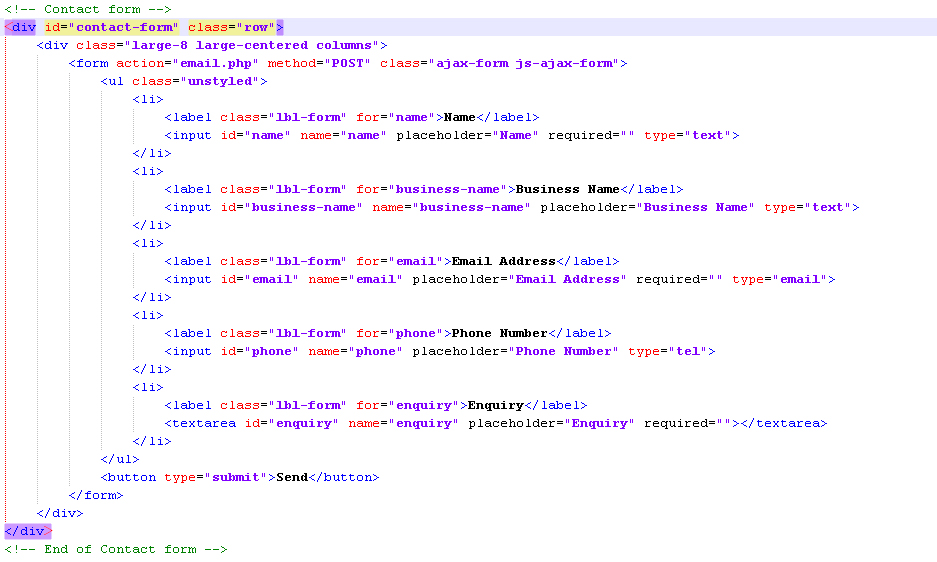 <!-- Contact form -->
<div id="contact-form" class="row">
<div class="large-8 large-centered columns">
<form action="email.php" method="POST" class="ajax-form js-ajax-form">
<ul class="unstyled">
<li>
<label class="lbl-form" for="name">Name</label>
<input id="name" name="name" placeholder="Name" required="" type="text">
</li>
<li>
<label class="lbl-form" for="business-name">Business Name</label>
<input id="business-name" name="business-name" placeholder="Business Name" type="text">
</li>
<li>
<label class="lbl-form" for="email">Email Address</label>
<input id="email" name="email" placeholder="Email Address" required="" type="email">
</li>
<li>
<label class="lbl-form" for="phone">Phone Number</label>
<input id="phone" name="phone" placeholder="Phone Number" type="tel">
</li>
<li>
<label class="lbl-form" for="enquiry">Enquiry</label>
<textarea id="enquiry" name="enquiry" placeholder="Enquiry" required=""></textarea>
</li>
</ul>
<button type="submit">Send</button>
</form>
</div>
</div>
<!-- End of Contact form -->